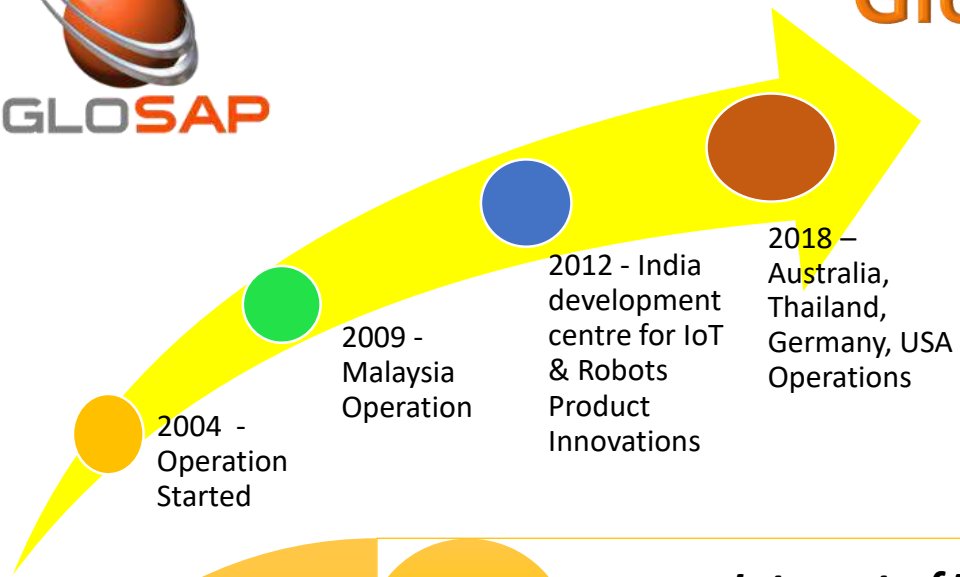 GLOSAP
2004 -
Operation
Started
2009 -
Malaysia
Operation
2012 - India
development
centre for IoT
& Robots
Product
Innovations
2018 –
Australia,
Thailand,
Germany, USA
Operations